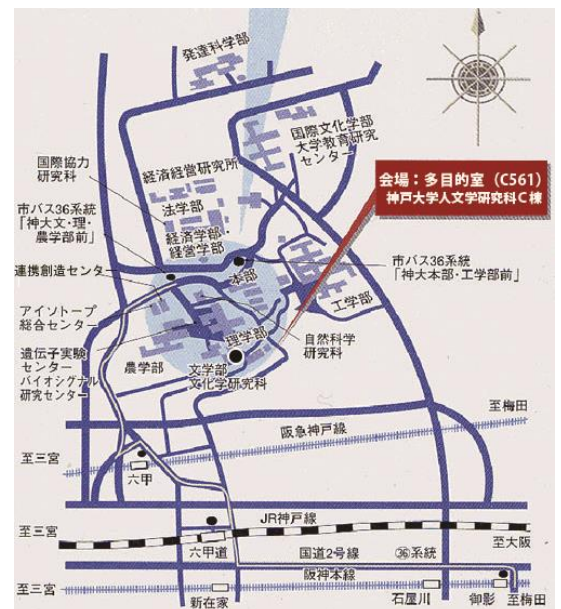 発達科学部
国際文化学部
大学教育研究
センター
国際協力
研究科
経済経営研究所
会場：多目的室（C561）
神戸大学人文学研究科C棟
法学部
市バス36系統
「神大文・理・
農学部前」
経済学部・
経営学部
市バス36系統
「神大本部・工学部前」
連携創造センター
本部
工学部
アイソトープ
総合センター
理学部
自然科学
研究科
遺伝子実験
センター
バイオシグナル
研究センター
農学部
文学部
文化学研究科
至梅田
阪急神戸線
至三宮
六甲
JR神戸線
至三宮
六甲道
国道2号線
㊱系統
至大阪
阪神本線
至三宮
新在家
石屋川
御影
至梅田